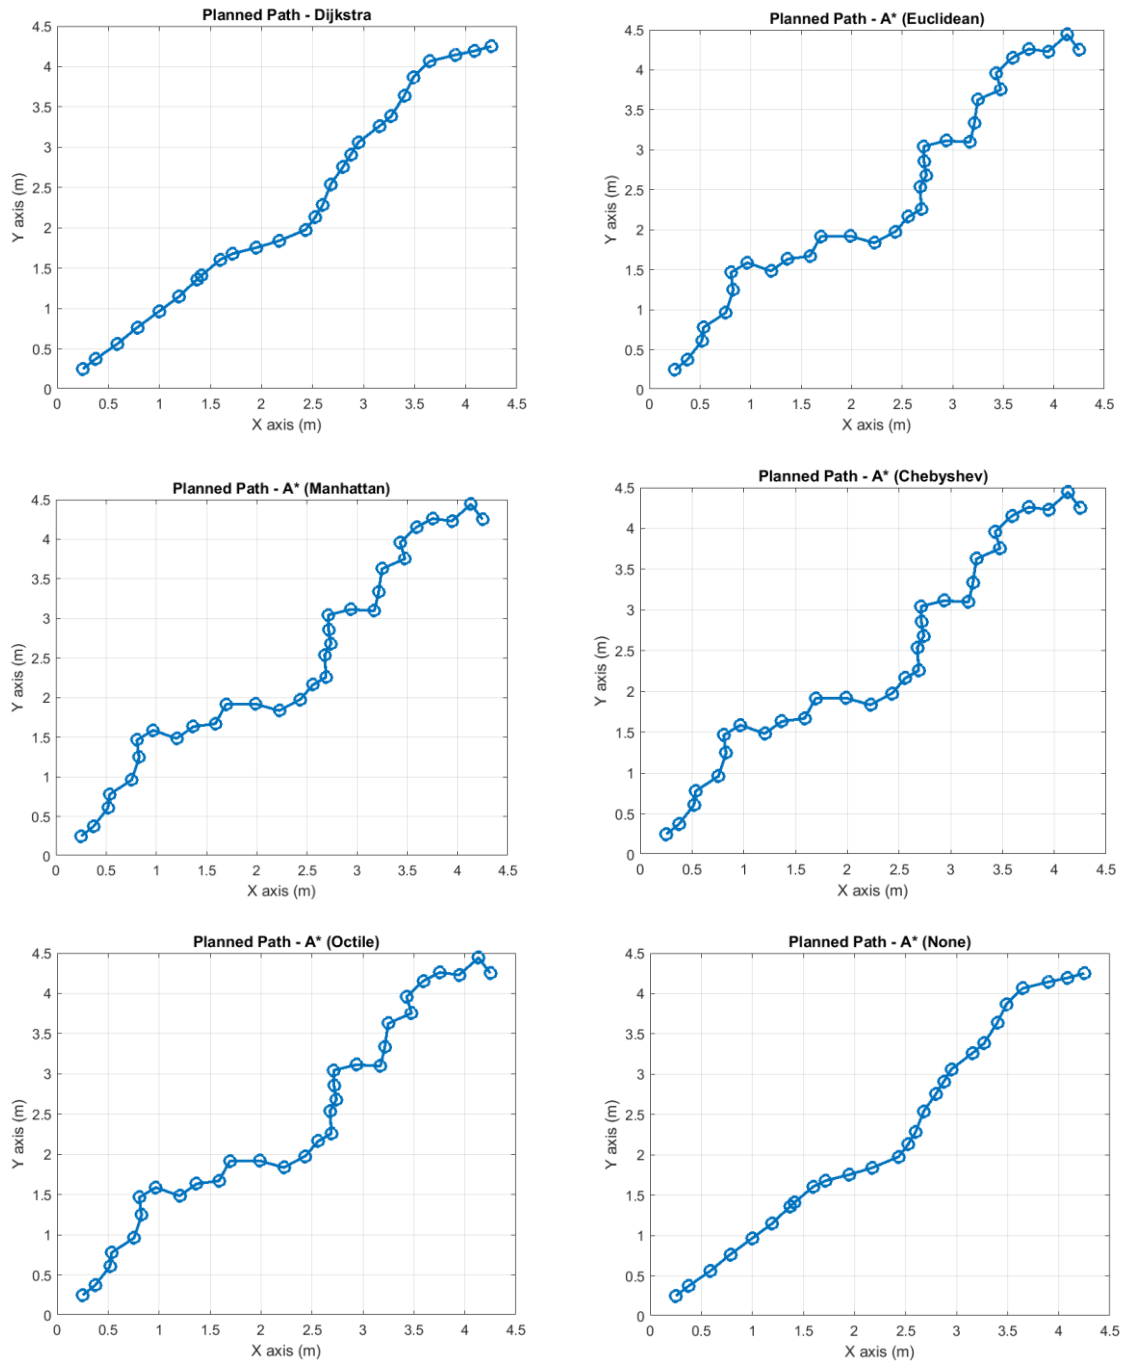 Planned Path - Dijkstra
4.5
4
3.5
3
2.5
2
1.5
1
0.5
0
Y axis (m)
0 0.5 1 1.5 2 2.5 3 3.5 4 4.5
X axis (m)
Planned Path - A* (Euclidean)
4.5
4
3.5
3
2.5
2
1.5
1
0.5
0
Y axis (m)
0 0.5 1 1.5 2 2.5 3 3.5 4 4.5
X axis (m)
Planned Path - A* (Manhattan)
4.5
4
3.5
3
2.5
2
1.5
1
0.5
0
Y axis (m)
0 0.5 1 1.5 2 2.5 3 3.5 4 4.5
X axis (m)
Planned Path - A* (Chebyshev)
4.5
4
3.5
3
2.5
2
1.5
1
0.5
0
Y axis (m)
0 0.5 1 1.5 2 2.5 3 3.5 4 4.5
X axis (m)
Planned Path - A* (Octile)
4.5
4
3.5
3
2.5
2
1.5
1
0.5
0
Y axis (m)
0 0.5 1 1.5 2 2.5 3 3.5 4 4.5
X axis (m)
Planned Path - A* (None)
4.5
4
3.5
3
2.5
2
1.5
1
0.5
0
Y axis (m)
0 0.5 1 1.5 2 2.5 3 3.5 4 4.5
X axis (m)